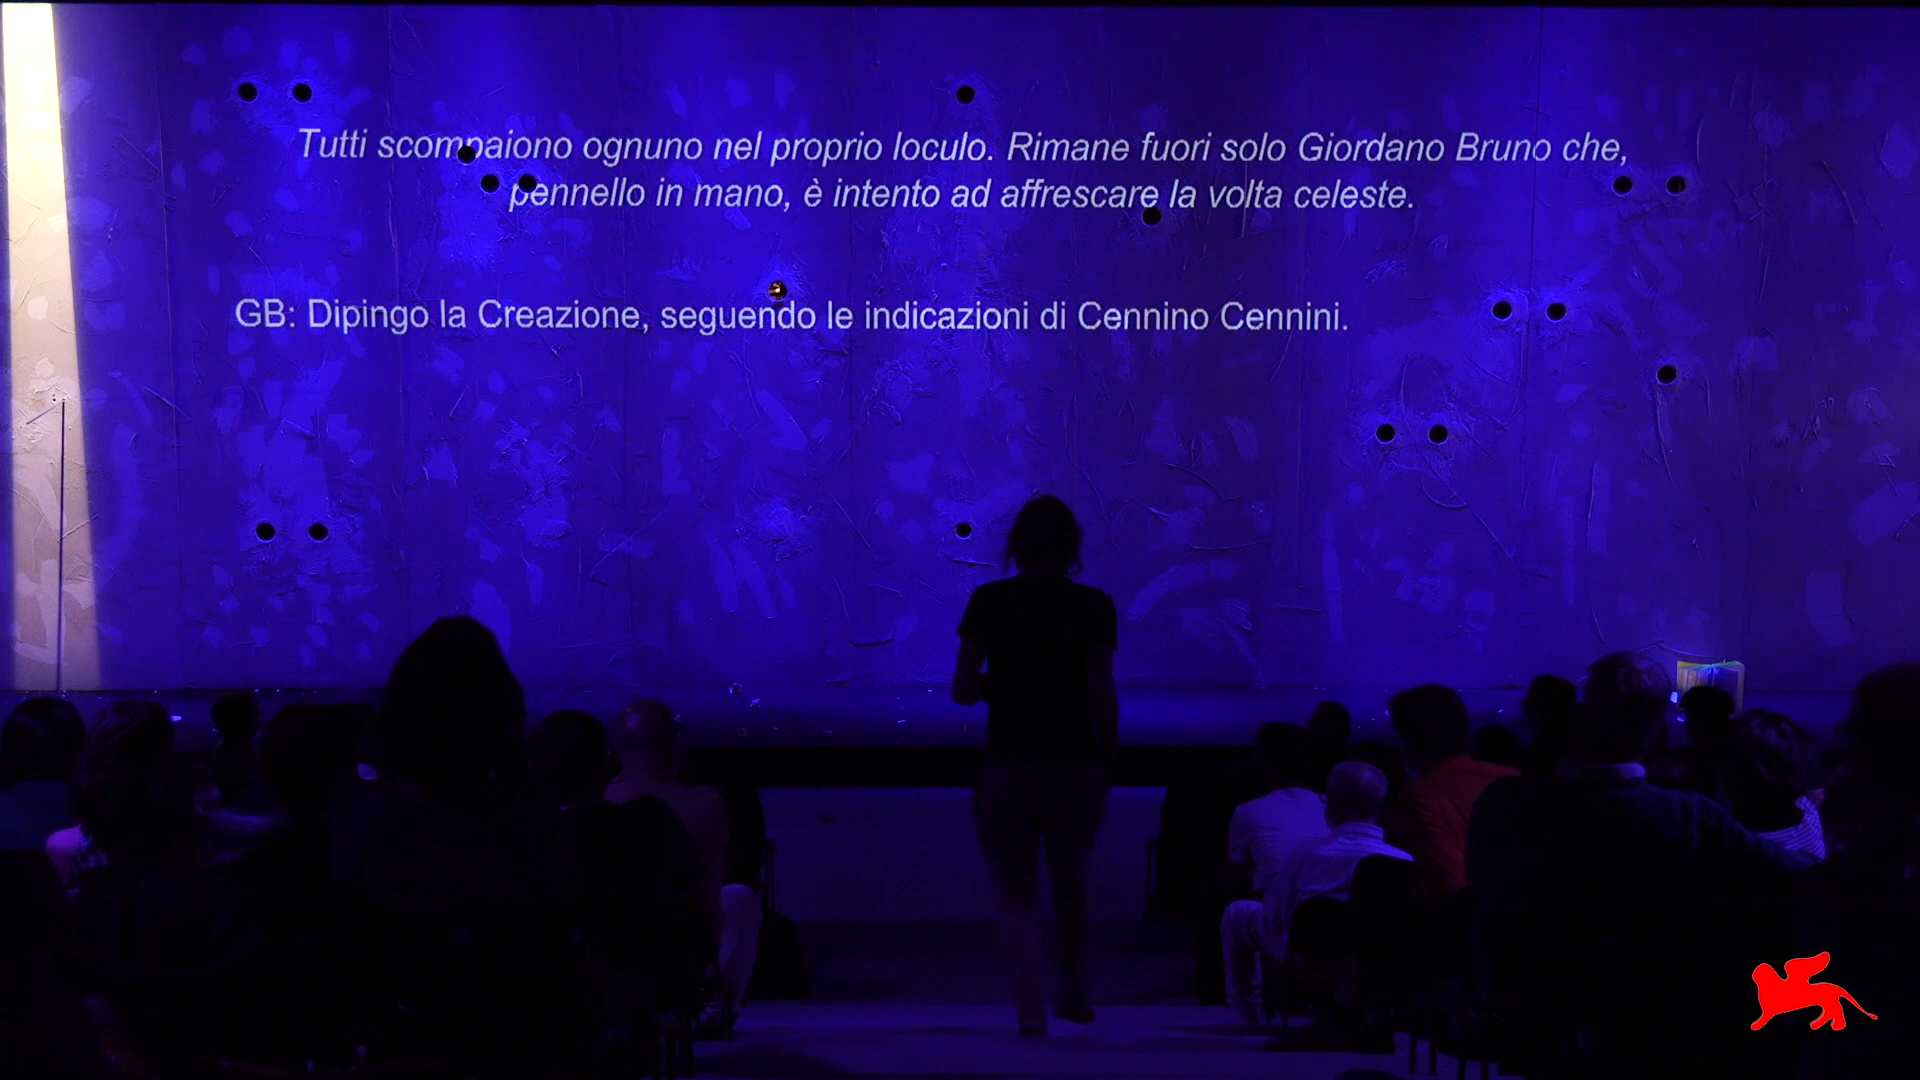 Tutti scompaiono ognuno nel proprio loculo. Rimane fuori solo Giordano Bruno che,
pennello in mano, è intento ad affrescare la volta celeste.
GB: Dipingo la Creazione, seguendo le indicazioni di Cennino Cennini.